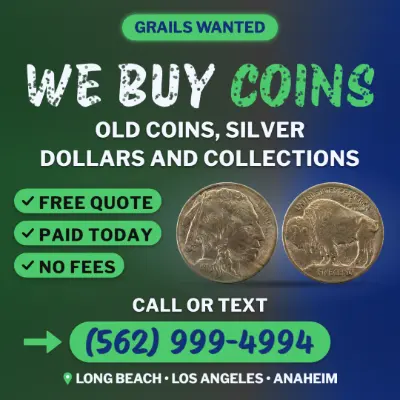 GRAILS WANTED
WE BUY COINS
OLD COINS, SILVER
DOLLARS AND COLLECTIONS
FREE QUOTE
PAID TODAY
NO FEES
CALL OR TEXT
(562) 999-4994
LONG BEACH • LOS ANGELES • ANAHEIM